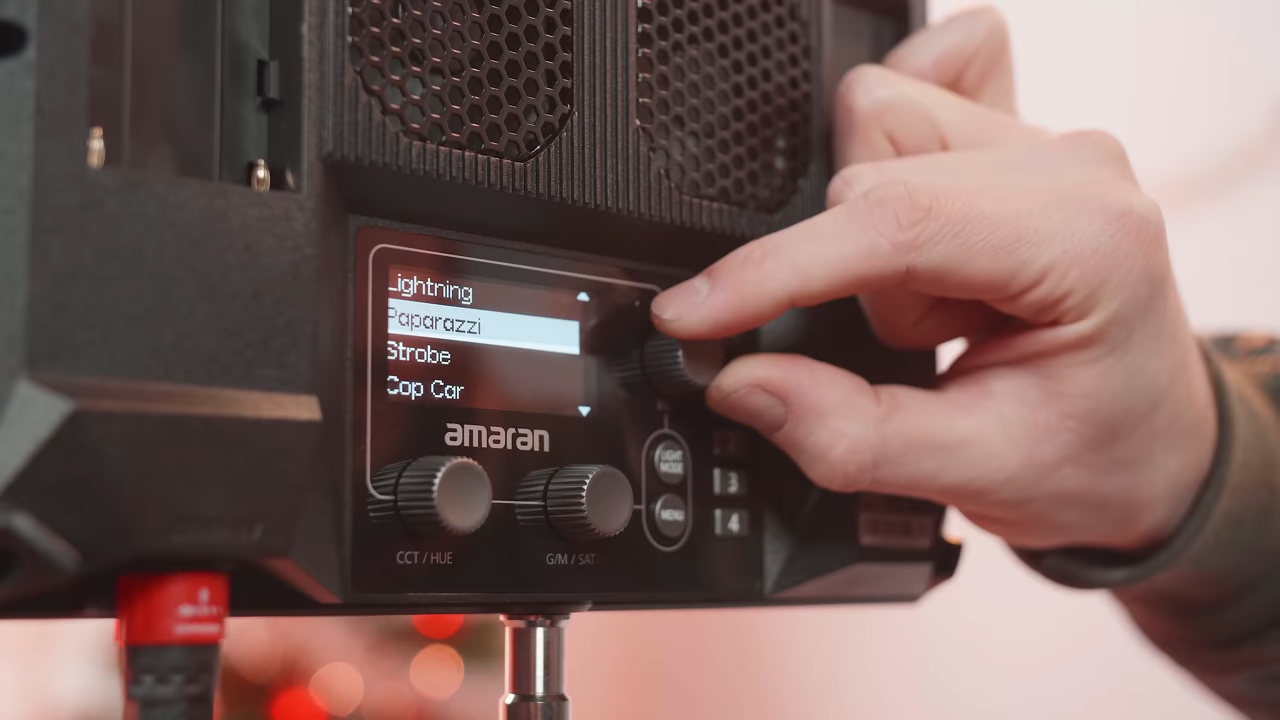 Lightning
Paparazzi
Strobe
Cop Car
amaran
LIGHT
MODE
MENU
3
4
CCT / HUE
G/M / SAT